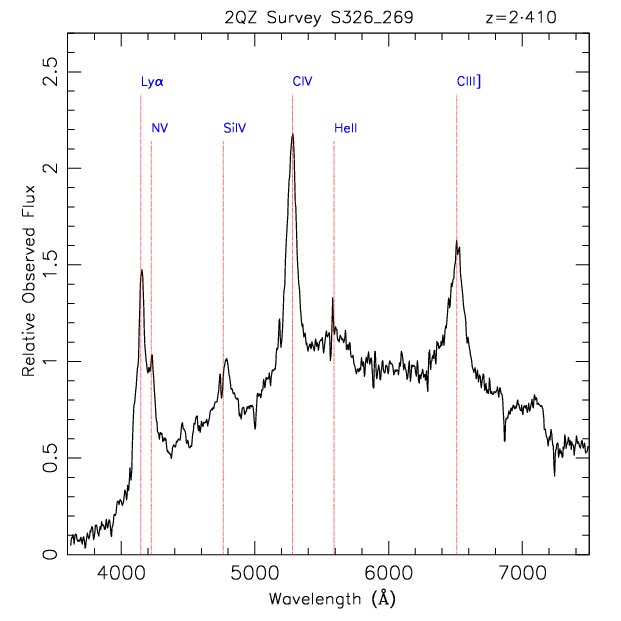 2QZ Survey S326_269 z=2·410
Lyα CIV CIII]
NV SiIV HeII
2.5
2
1.5
1
0.5
0
Relative Observed Flux
4000 5000 6000 7000
Wavelength (Å)